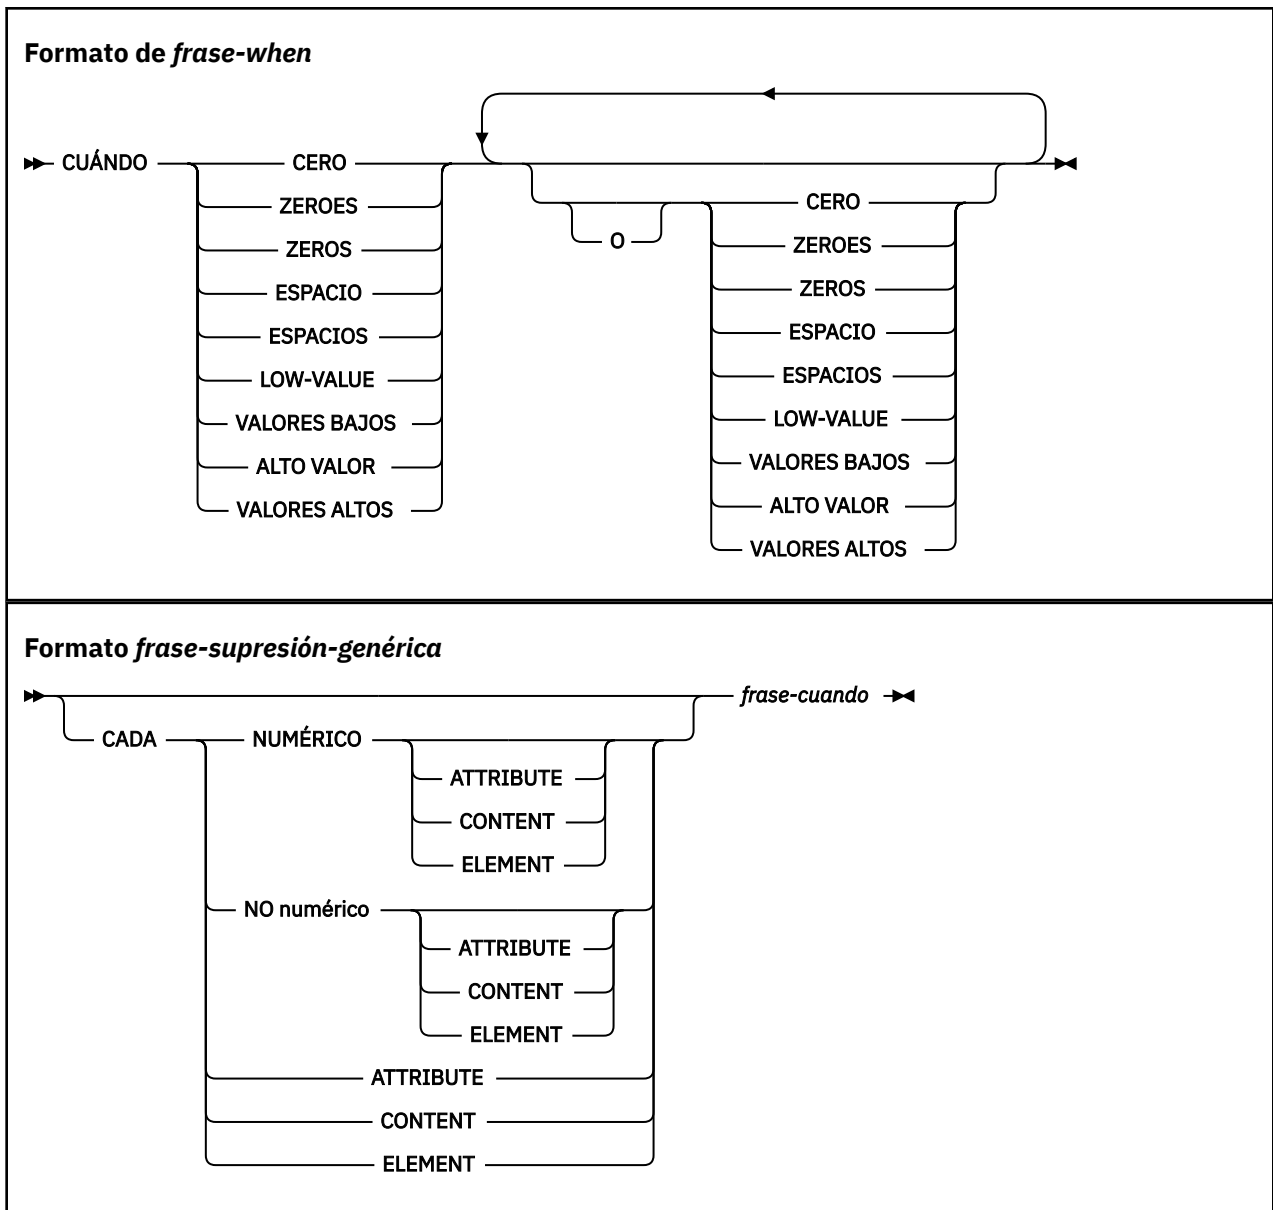 Formato de frase-when
CUÁNDO
CERO
ZEROES
ZEROS
ESPACIO
ESPACIOS
LOW-VALUE
VALORES BAJOS
ALTO VALOR
VALORES ALTOS
O
CERO
ZEROES
ZEROS
ESPACIO
ESPACIOS
LOW-VALUE
VALORES BAJOS
ALTO VALOR
VALORES ALTOS
Formato frase-supresión-genérica
frase-cuando
CADA
NUMÉRICO
ATTRIBUTE
CONTENT
ELEMENT
NO numérico
ATTRIBUTE
CONTENT
ELEMENT
ATTRIBUTE
CONTENT
ELEMENT